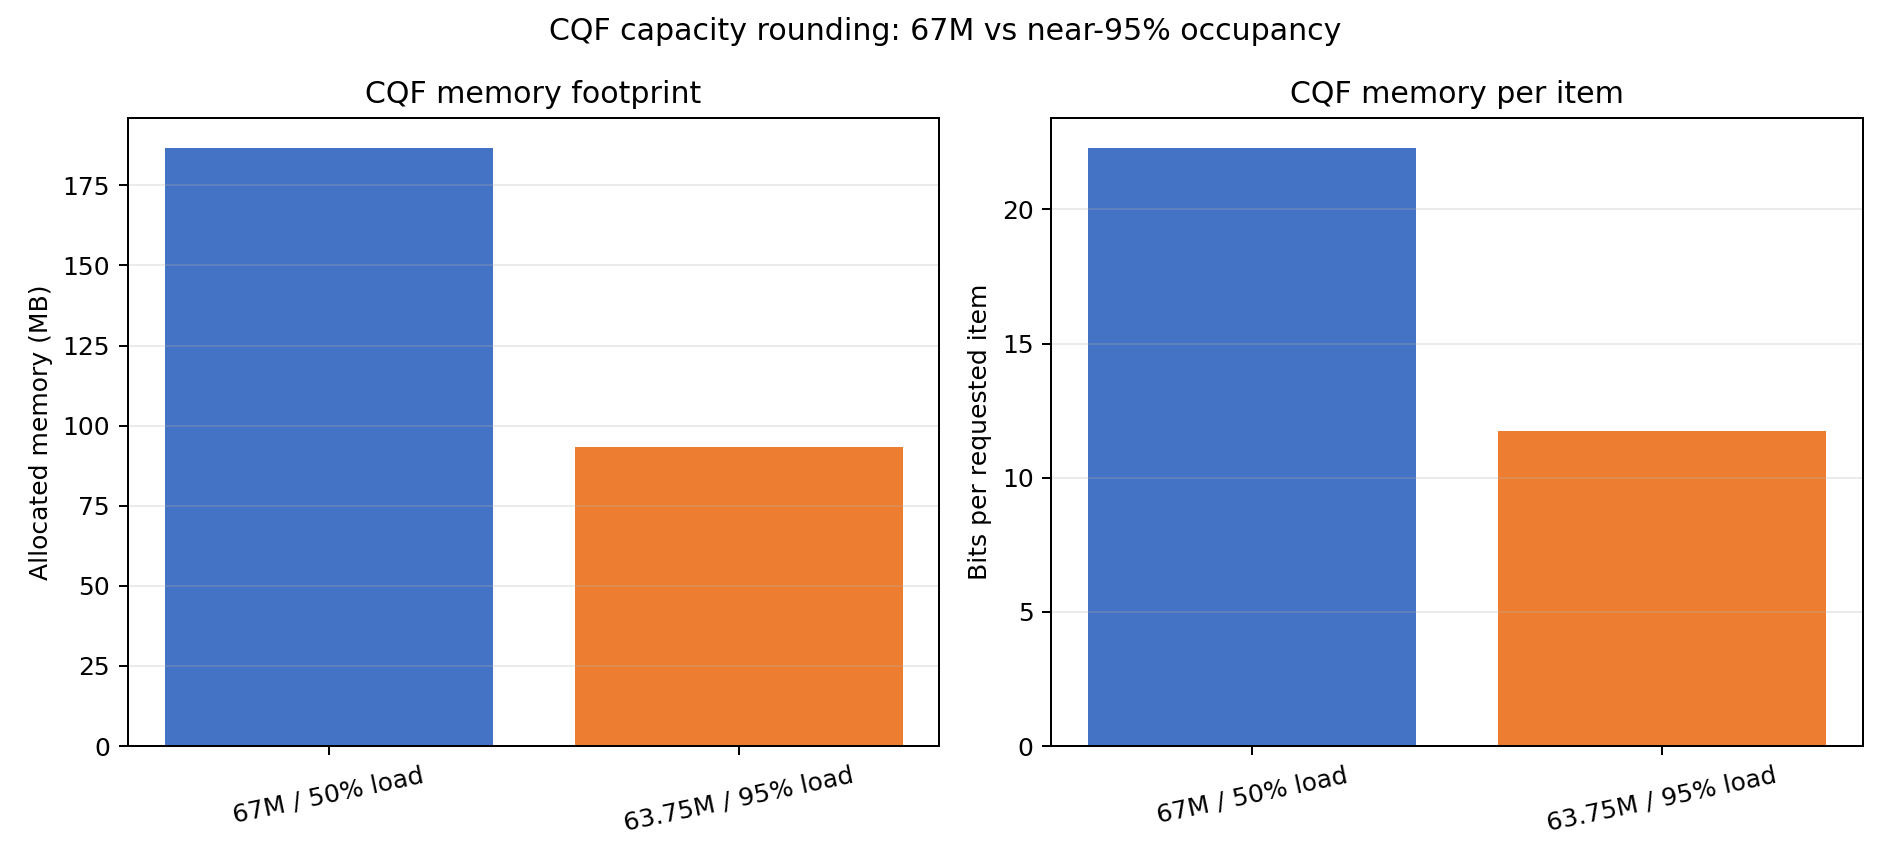 CQF capacity rounding: 67M vs near-95% occupancy
CQF memory footprint
Allocated memory (MB)
175
150
125
100
75
50
25
0
67M / 50% load
63.75M / 95% load
CQF memory per item
Bits per requested item
20
15
10
5
0
67M / 50% load
63.75M / 95% load